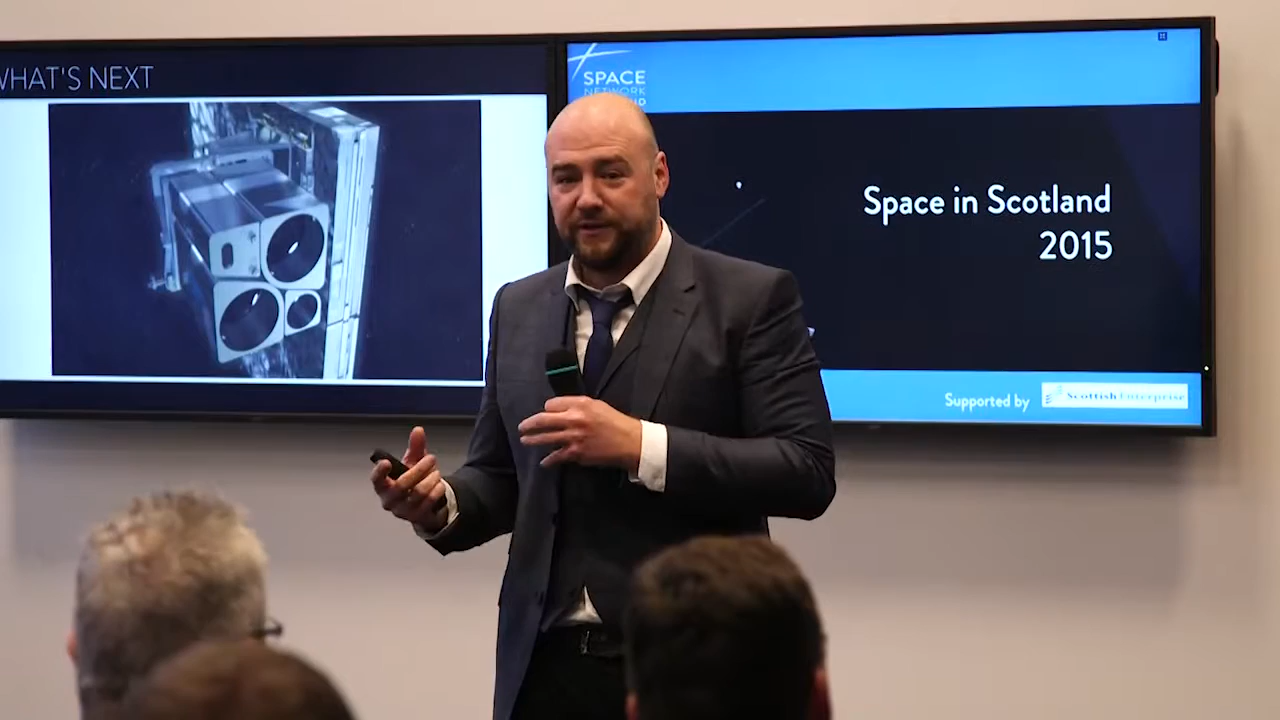 WHAT'S NEXT
SPACE
NETWORK
Space in Scotland
2015
Supported by
Scottish Enterprise